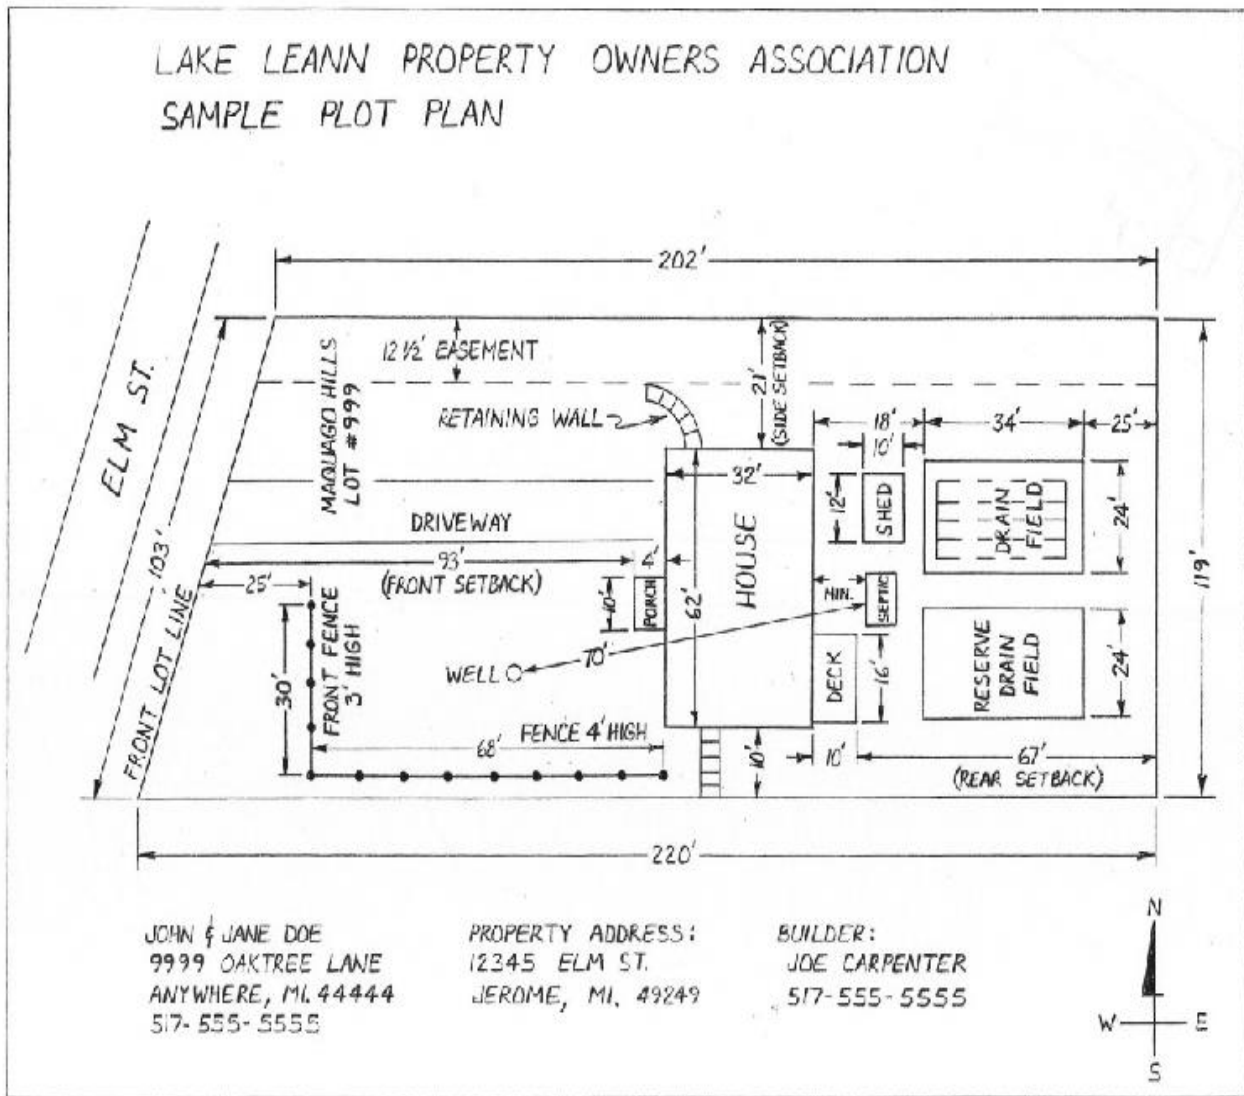 LAKE LEANN PROPERTY OWNERS ASSOCIATION
SAMPLE PLOT PLAN
202'
12 1/2' EASEMENT
ELM ST.
103'
FRONT LOT LINE
MAQUAGO HILLS
LOT #999
RETAINING WALL
21'
(SIDE SETBACK)
18'
34'
25'
10'
32'
12'
SHED
DRAIN
FIELD
24'
119'
DRIVEWAY
93'
(FRONT SETBACK)
4'
25'
10'
PORCH
62'
HOUSE
MIN.
SEPTIC
30'
FRONT FENCE
3' HIGH
WELL
70'
DECK
16'
RESERVE
DRAIN
FIELD
24'
FENCE 4' HIGH
68'
10'
10'
67'
(REAR SETBACK)
220'
JOHN & JANE DOE
9999 OAKTREE LANE
ANYWHERE, MI. 44444
517-555-5555
PROPERTY ADDRESS:
12345 ELM ST.
JEROME, MI. 49249
BUILDER:
JOE CARPENTER
517-555-5555
N
W E
S